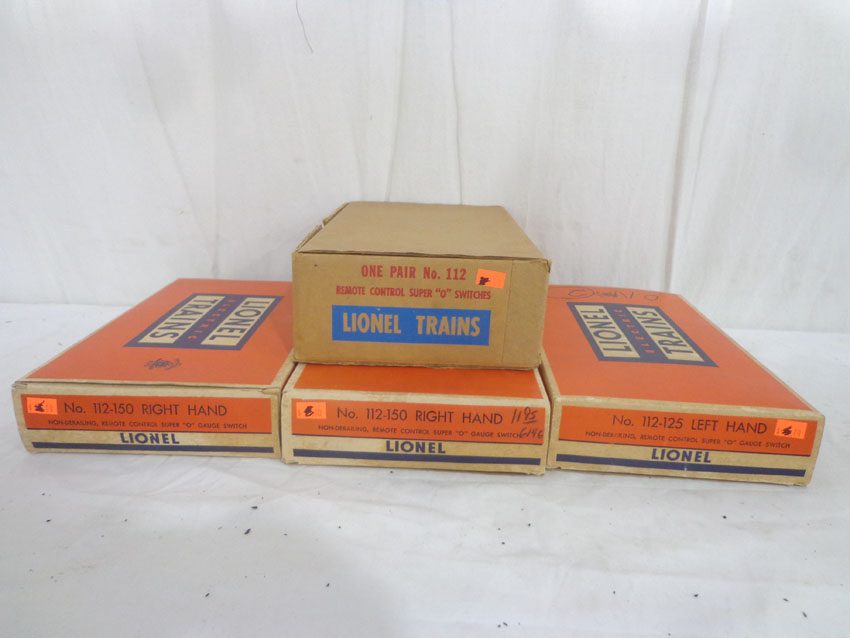 ONE PAIR No. 112
REMOTE CONTROL SUPER "O" SWITCHES
LIONEL TRAINS
LIONEL
ELECTRIC
TRAINS
No. 112-150 RIGHT HAND
NON-DERAILING, REMOTE CONTROL SUPER "O" GAUGE SWITCH
LIONEL
No. 112-150 RIGHT HAND
NON-DERAILING, REMOTE CONTROL SUPER "O" GAUGE SWITCH
LIONEL
LIONEL
ELECTRIC
TRAINS
No. 112-125 LEFT HAND
NON-DERAILING, REMOTE CONTROL SUPER "O" GAUGE SWITCH
LIONEL